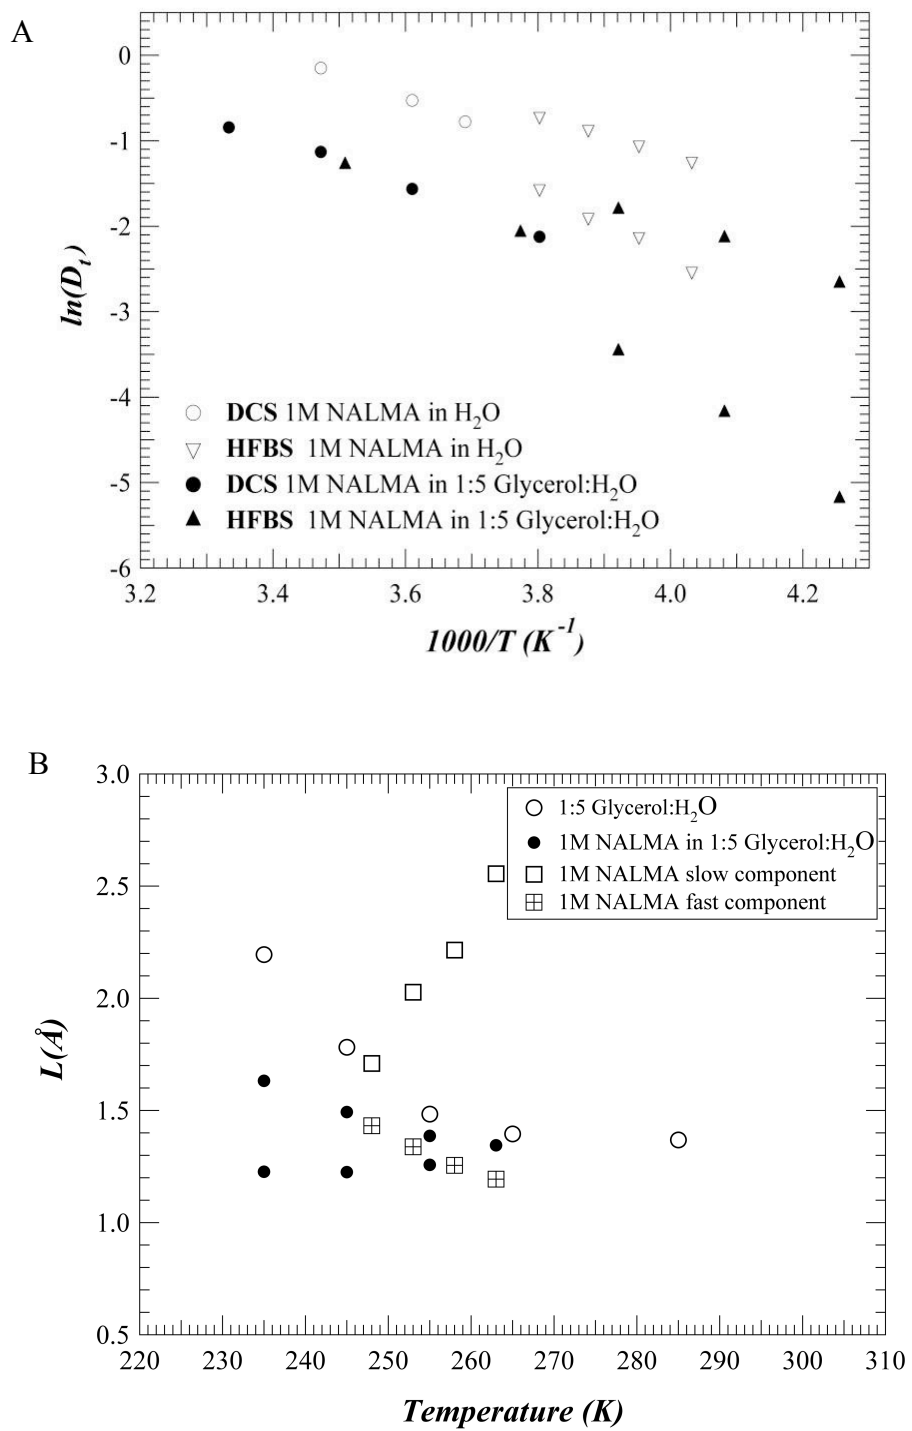 A
0
-1
-2
-3
-4
-5
-6
ln(D_t)
DCS 1M NALMA in H₂O
HFBS 1M NALMA in H₂O
DCS 1M NALMA in 1:5 Glycerol:H₂O
HFBS 1M NALMA in 1:5 Glycerol:H₂O
3.2 3.4 3.6 3.8 4.0 4.2
1000/T (K⁻¹)
B
3.0
2.5
2.0
1.5
1.0
0.5
L(Å)
1:5 Glycerol:H₂O
1M NALMA in 1:5 Glycerol:H₂O
1M NALMA slow component
1M NALMA fast component
220 230 240 250 260 270 280 290 300 310
Temperature (K)